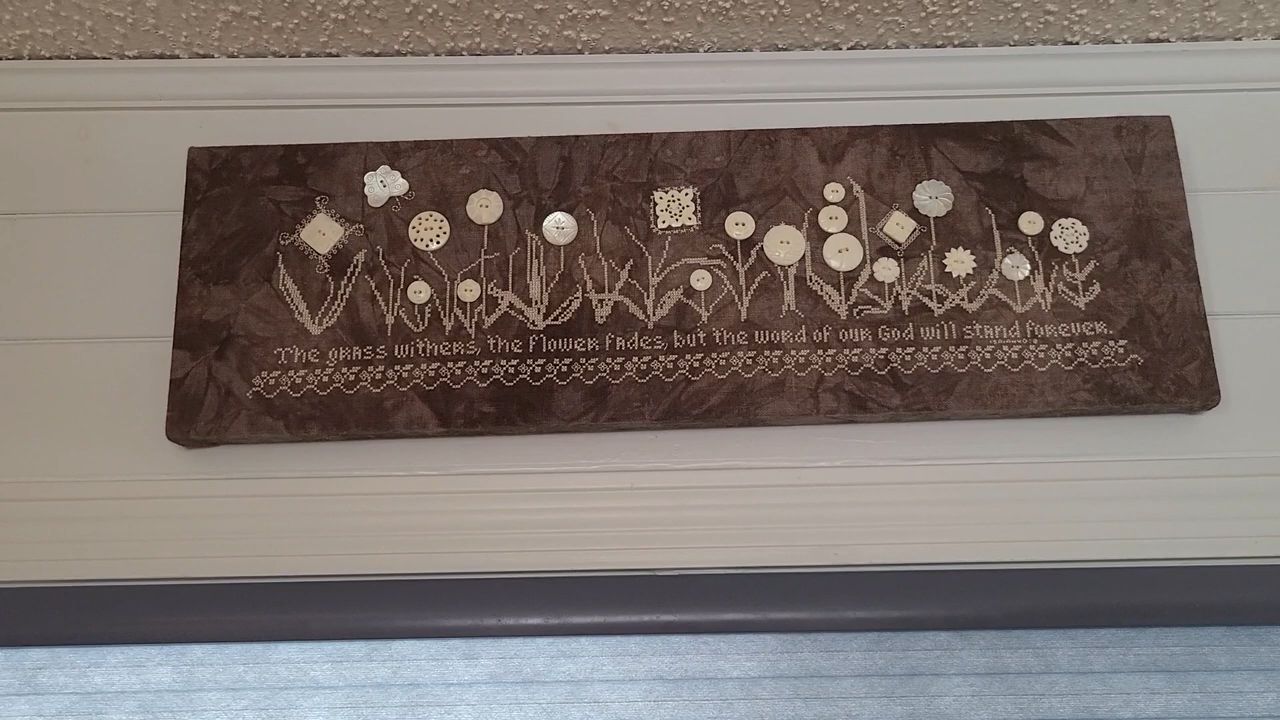 The grass withers, the flower fades, but the word of our God will stand forever.